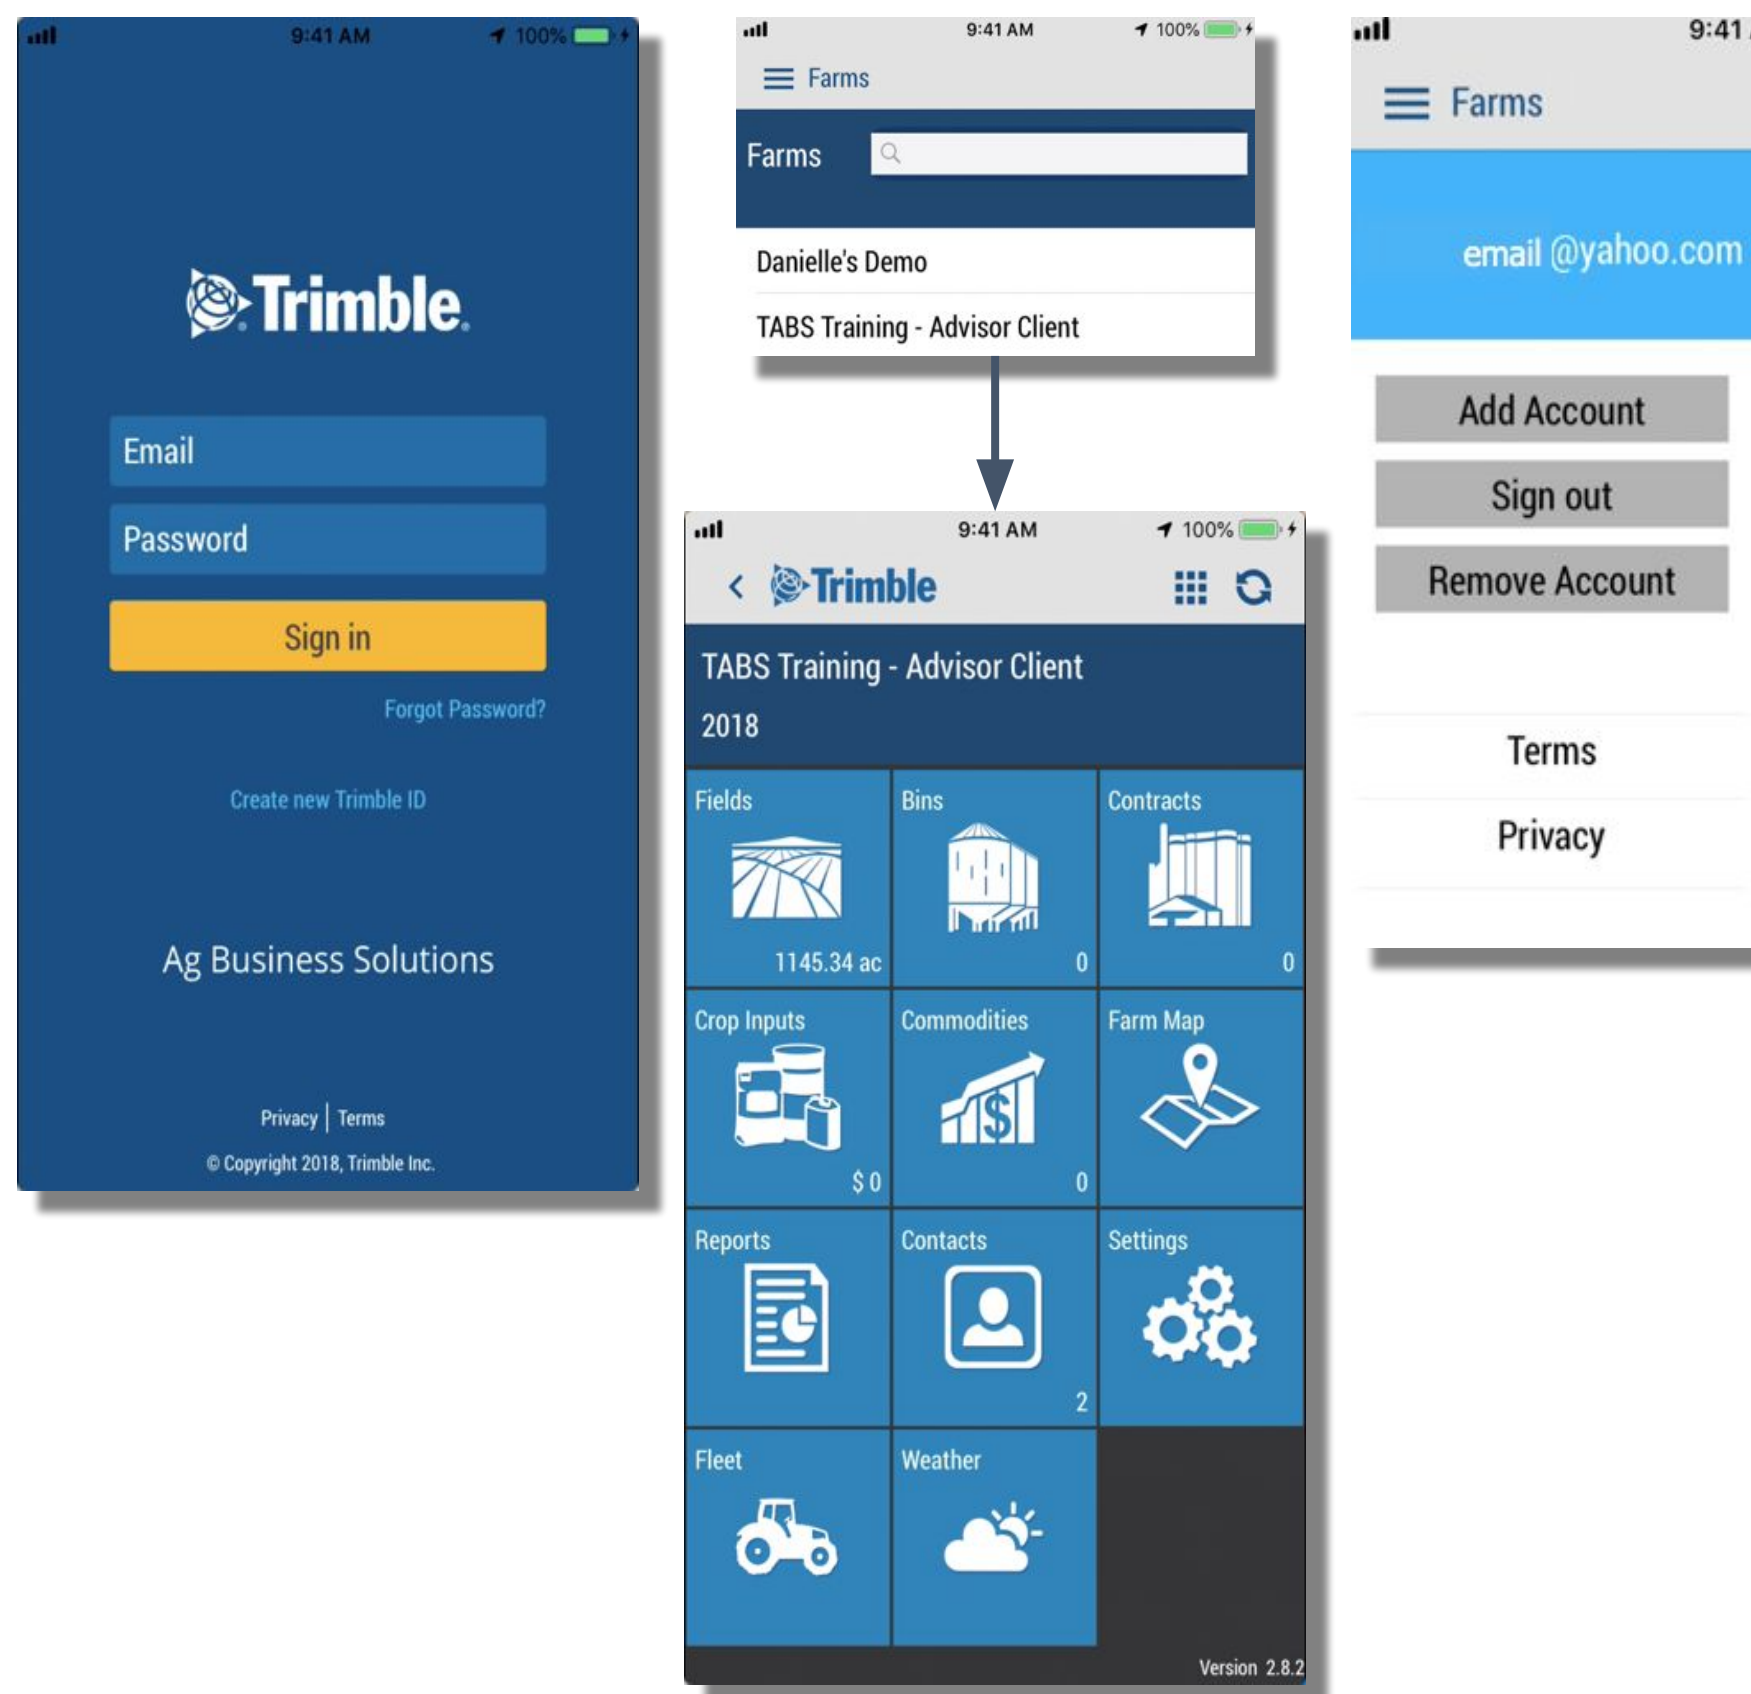 9:41 AM
100%
Trimble.
Email
Password
Sign in
Forgot Password?
Create new Trimble ID
Ag Business Solutions
Privacy | Terms
© Copyright 2018, Trimble Inc.
9:41 AM
100%
Farms
Farms
Danielle's Demo
TABS Training - Advisor Client
9:41 AM
100%
< Trimble
TABS Training - Advisor Client
2018
Fields
Bins
Contracts
1145.34 ac
0
0
Crop Inputs
Commodities
Farm Map
$
$ 0
0
Reports
Contacts
Settings
2
Fleet
Weather
Version 2.8.2
9:41
Farms
email @yahoo.com
Add Account
Sign out
Remove Account
Terms
Privacy